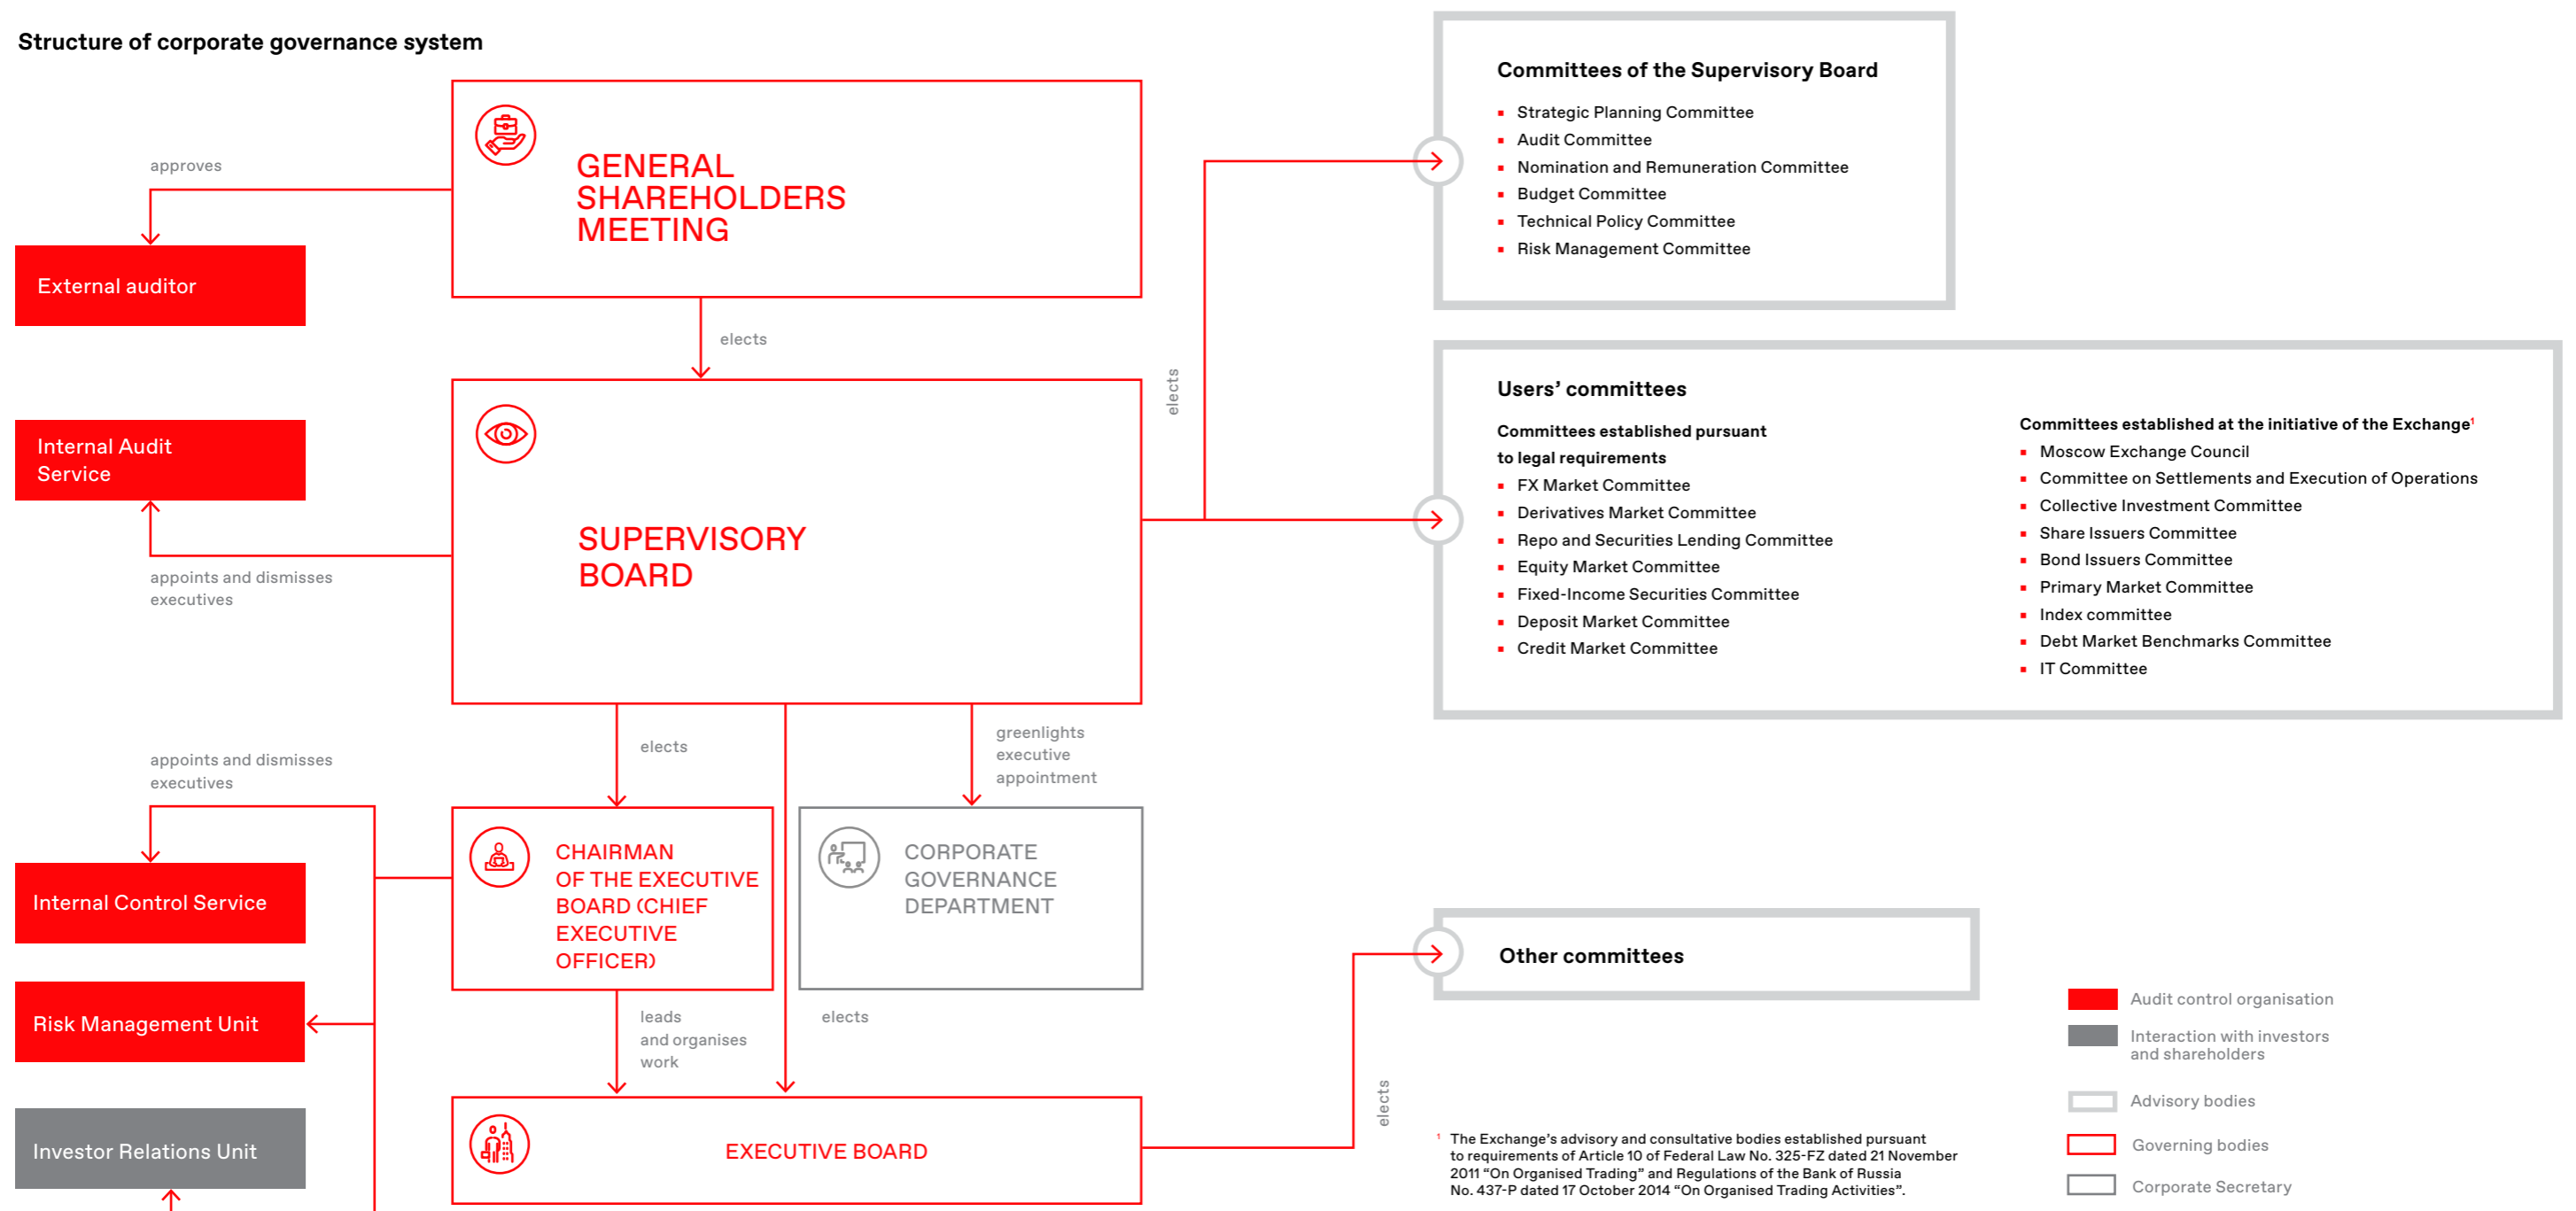 Structure of corporate governance system
approves
External auditor
GENERAL
SHAREHOLDERS
MEETING
elects
Internal Audit
Service
appoints and dismisses
executives
SUPERVISORY
BOARD
elects
Committees of the Supervisory Board
Strategic Planning Committee
Audit Committee
Nomination and Remuneration Committee
Budget Committee
Technical Policy Committee
Risk Management Committee
Users’ committees
Committees established pursuant
to legal requirements
FX Market Committee
Derivatives Market Committee
Repo and Securities Lending Committee
Equity Market Committee
Fixed-Income Securities Committee
Deposit Market Committee
Credit Market Committee
Committees established at the initiative of the Exchange¹
Moscow Exchange Council
Committee on Settlements and Execution of Operations
Collective Investment Committee
Share Issuers Committee
Bond Issuers Committee
Primary Market Committee
Index committee
Debt Market Benchmarks Committee
IT Committee
elects
greenlights
executive
appointment
appoints and dismisses
executives
Internal Control Service
Risk Management Unit
Investor Relations Unit
CHAIRMAN
OF THE EXECUTIVE
BOARD (CHIEF
EXECUTIVE
OFFICER)
CORPORATE
GOVERNANCE
DEPARTMENT
leads
and organises
work
elects
EXECUTIVE BOARD
elects
Other committees
¹ The Exchange’s advisory and consultative bodies established pursuant
to requirements of Article 10 of Federal Law No. 325-FZ dated 21 November
2011 “On Organised Trading” and Regulations of the Bank of Russia
No. 437-P dated 17 October 2014 “On Organised Trading Activities”.
Audit control organisation
Interaction with investors
and shareholders
Advisory bodies
Governing bodies
Corporate Secretary